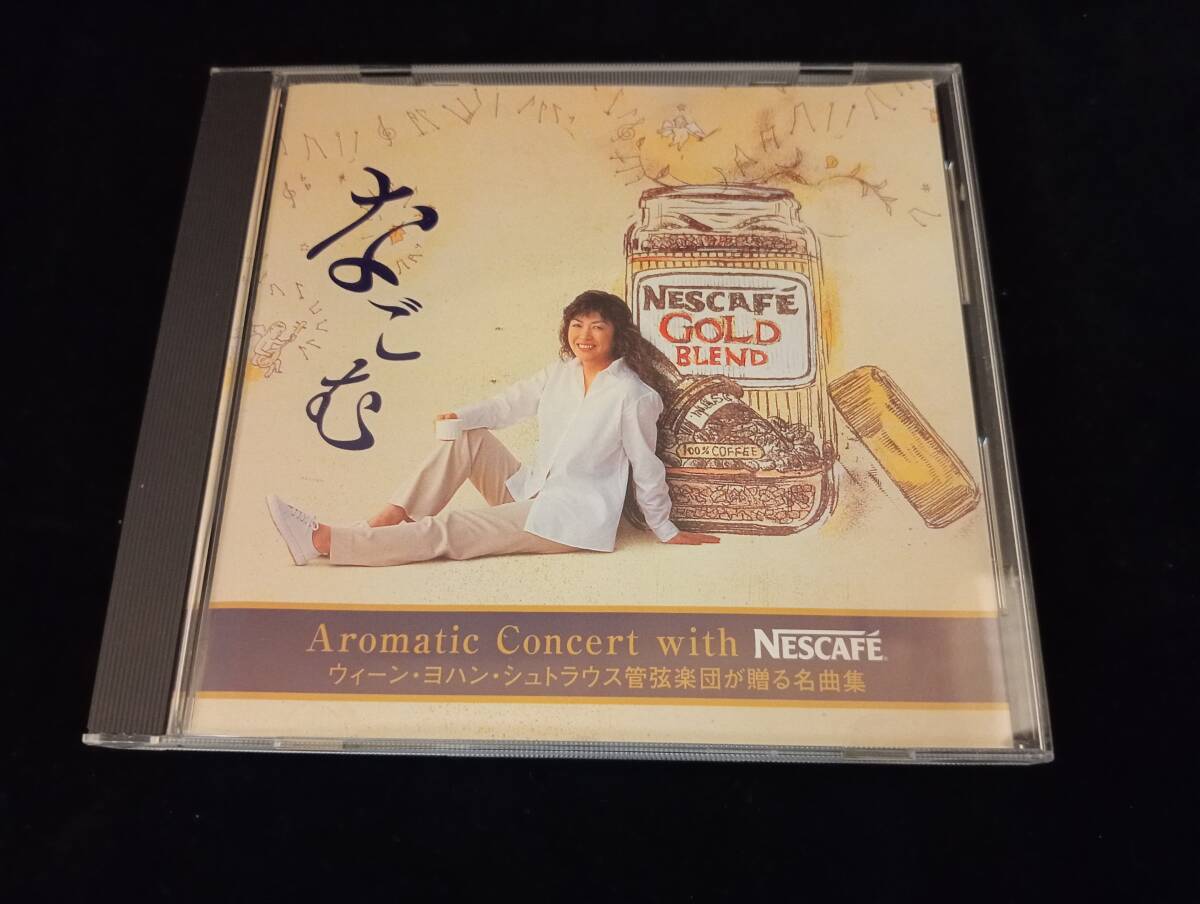 なごむ
NESCAFÉ
GOLD
BLEND
100% COFFEE
Aromatic Concert with NESCAFÉ
ウィーン・ヨハン・シュトラウス管弦楽団が贈る名曲集